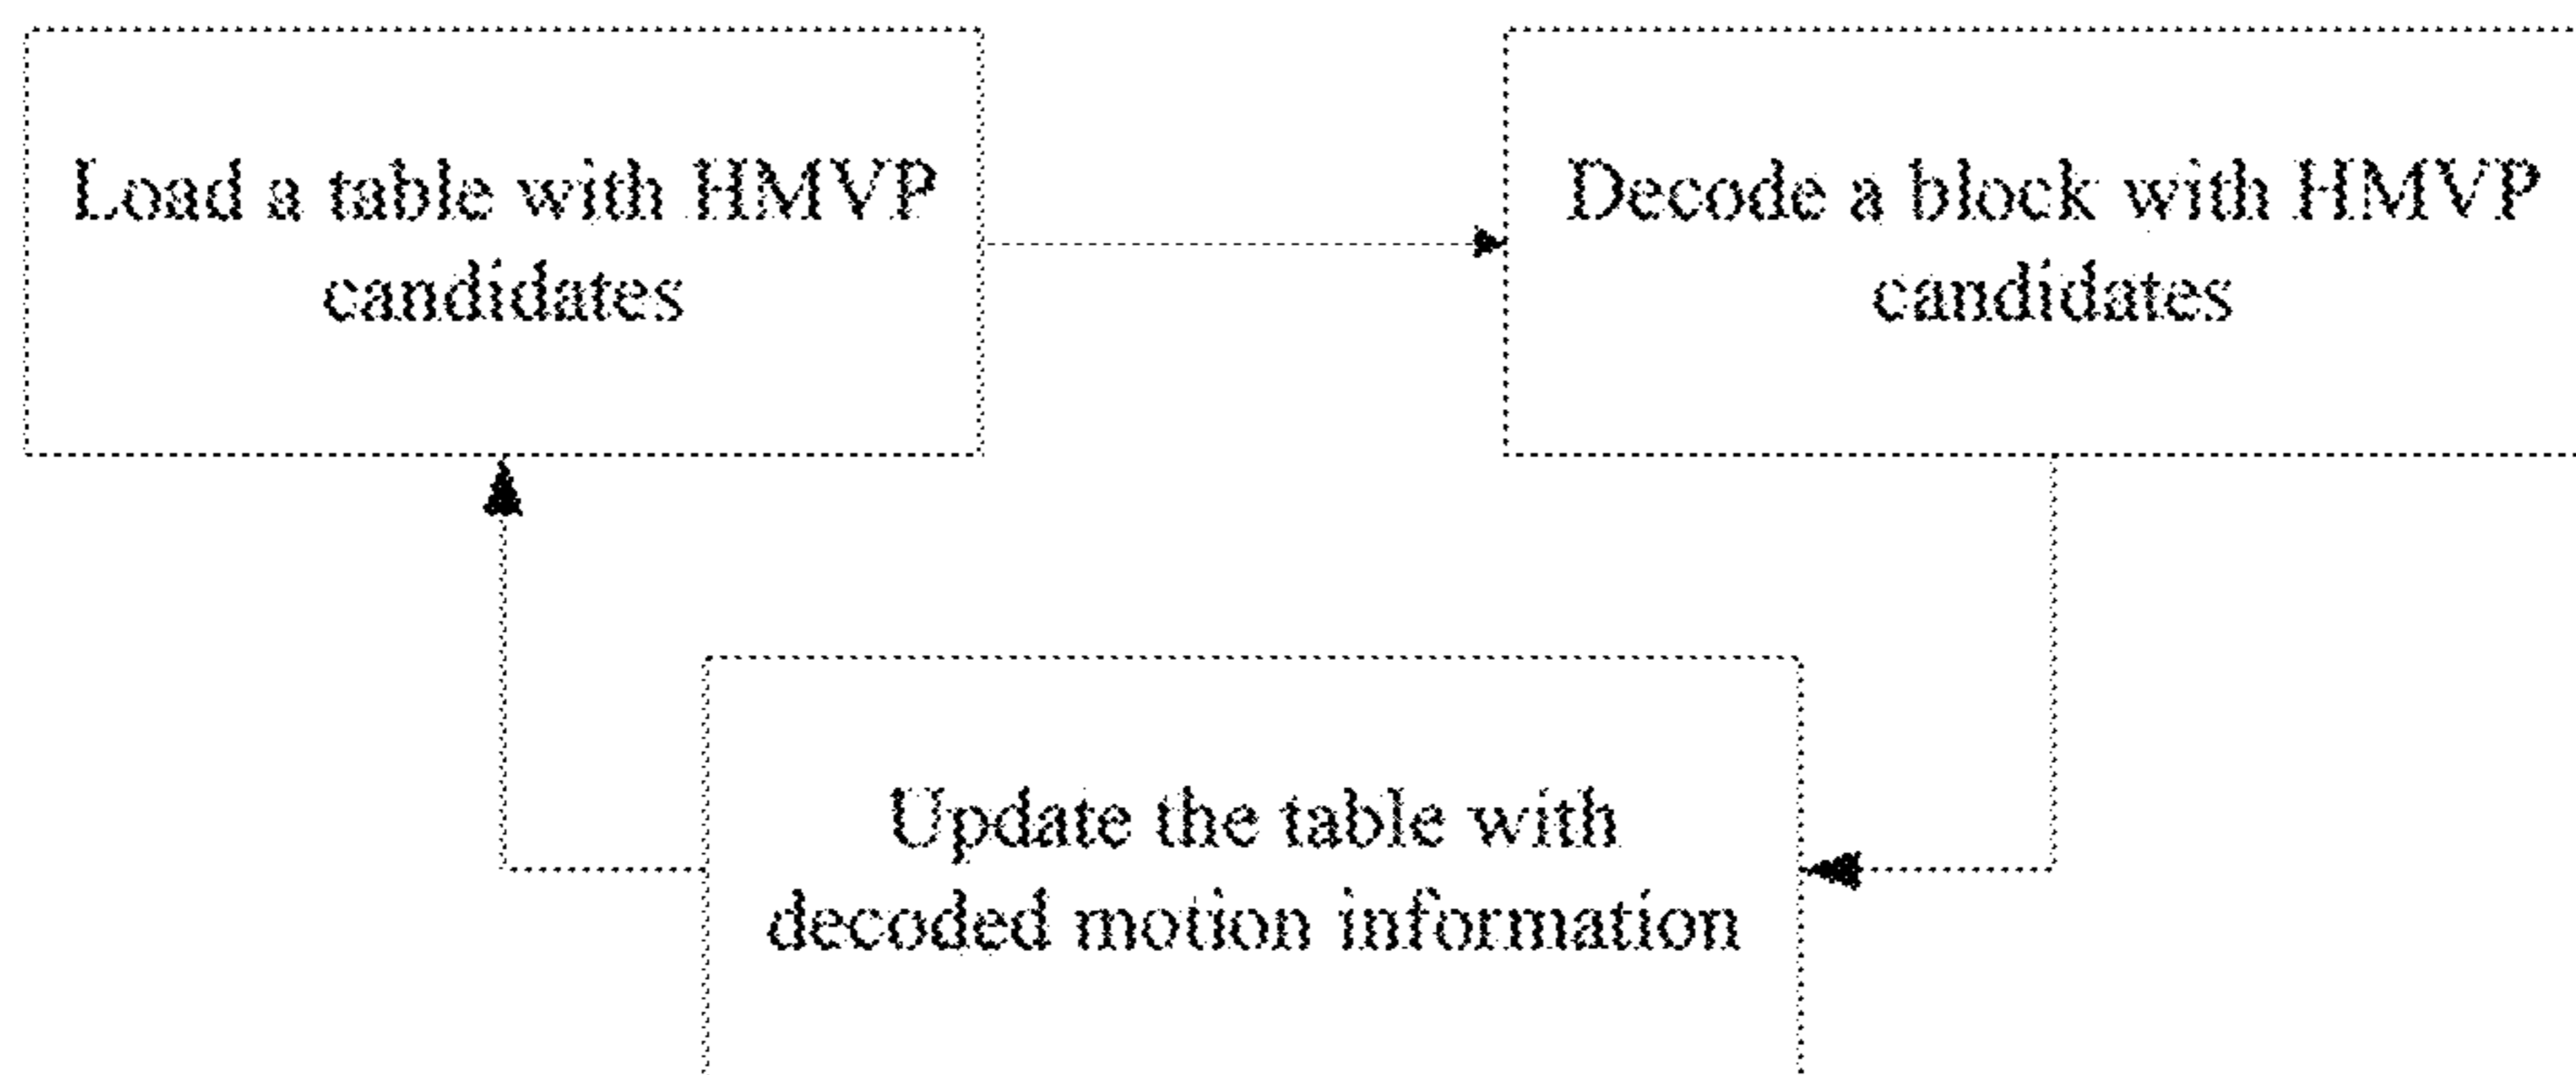 Load a table with HMVP
candidates
Decode a block with HMVP
candidates
Update the table with
decoded motion information